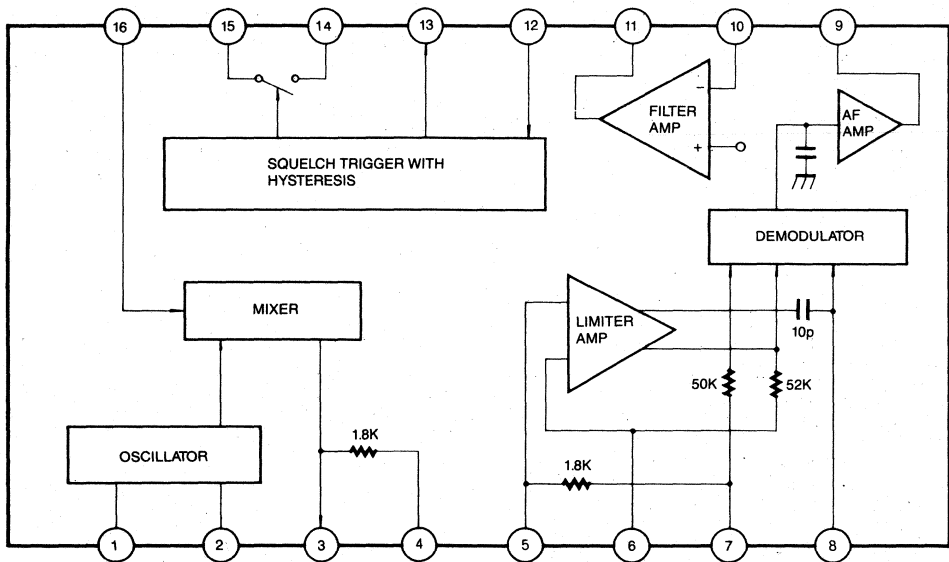 16 15 14 13 12 11 10 9
−
FILTER
AMP
+
AF
AMP
SQUELCH TRIGGER WITH
HYSTERESIS
DEMODULATOR
MIXER
LIMITER
AMP
10p
50K
52K
OSCILLATOR
1.8K
1.8K
1 2 3 4 5 6 7 8